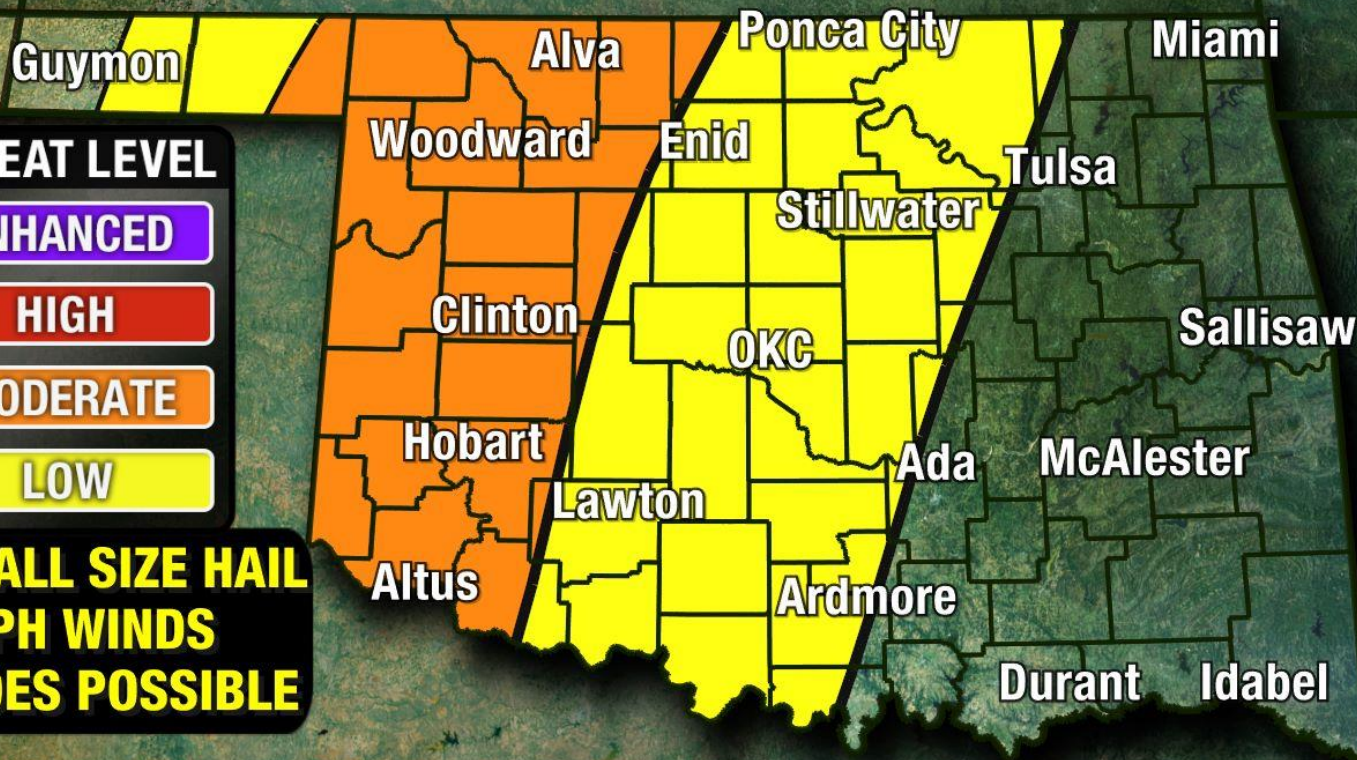 Ponca City
Miami
Alva
Guymon
Woodward
Enid
EAT LEVEL
Tulsa
NHANCED
Stillwater
HIGH
Clinton
OKC
Sallisaw
ODERATE
Hobart
Ada
McAlester
LOW
Lawton
ALL SIZE HAIL
PH WINDS
OES POSSIBLE
Altus
Ardmore
Durant
Idabel